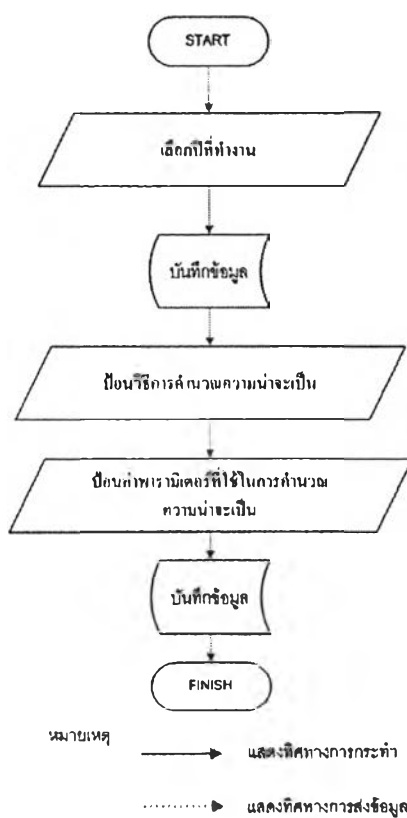 START
เลือกปีที่ทำงาน
บันทึกข้อมูล
ป้อนวิธีการคำนวณความน่าจะเป็น
ป้อนค่าพารามิเตอร์ที่ใช้ในการคำนวณ
ความน่าจะเป็น
บันทึกข้อมูล
FINISH
หมายเหตุ
แสดงทิศทางการกระทำ
แสดงทิศทางการส่งข้อมูล